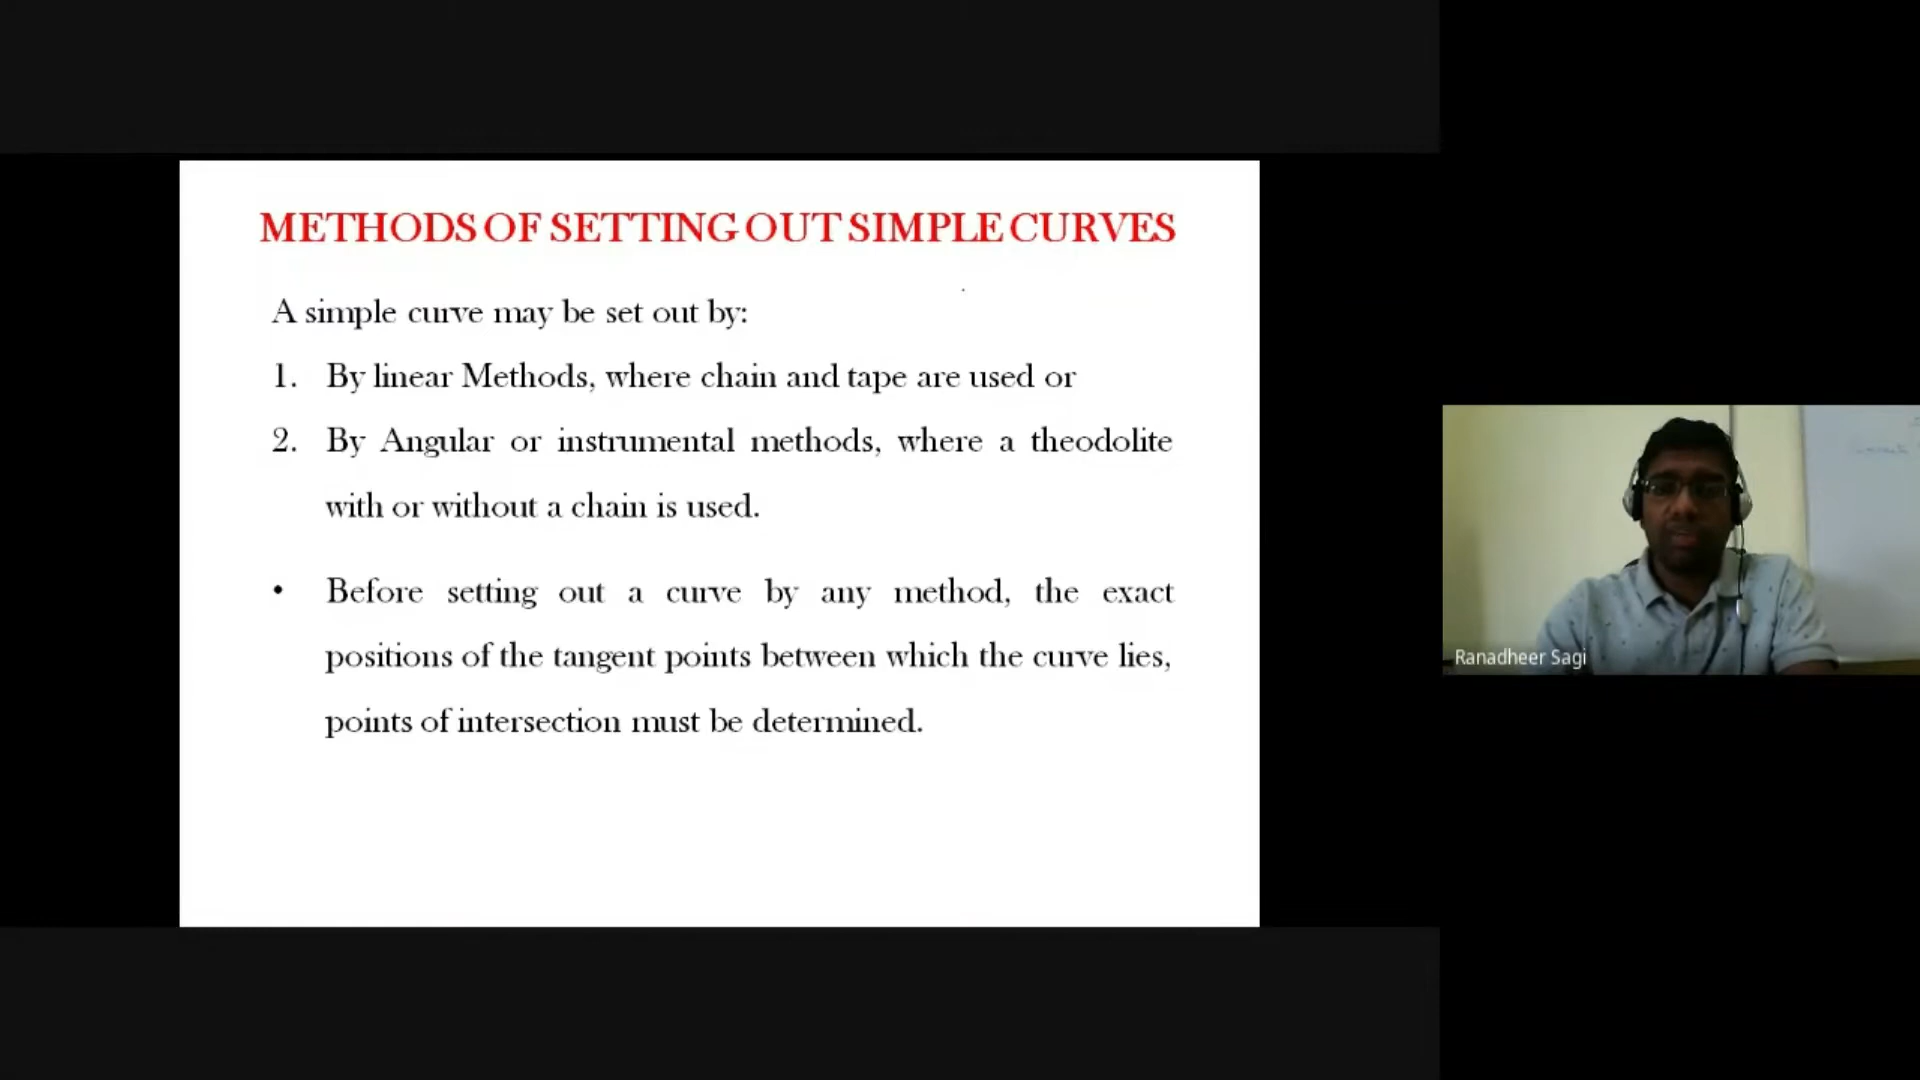 METHODS OF SETTING OUT SIMPLE CURVES
A simple curve may be set out by:
1. By linear Methods, where chain and tape are used or
2. By Angular or instrumental methods, where a theodolite
with or without a chain is used.
• Before setting out a curve by any method, the exact
positions of the tangent points between which the curve lies,
points of intersection must be determined.
Ranadheer Sagi